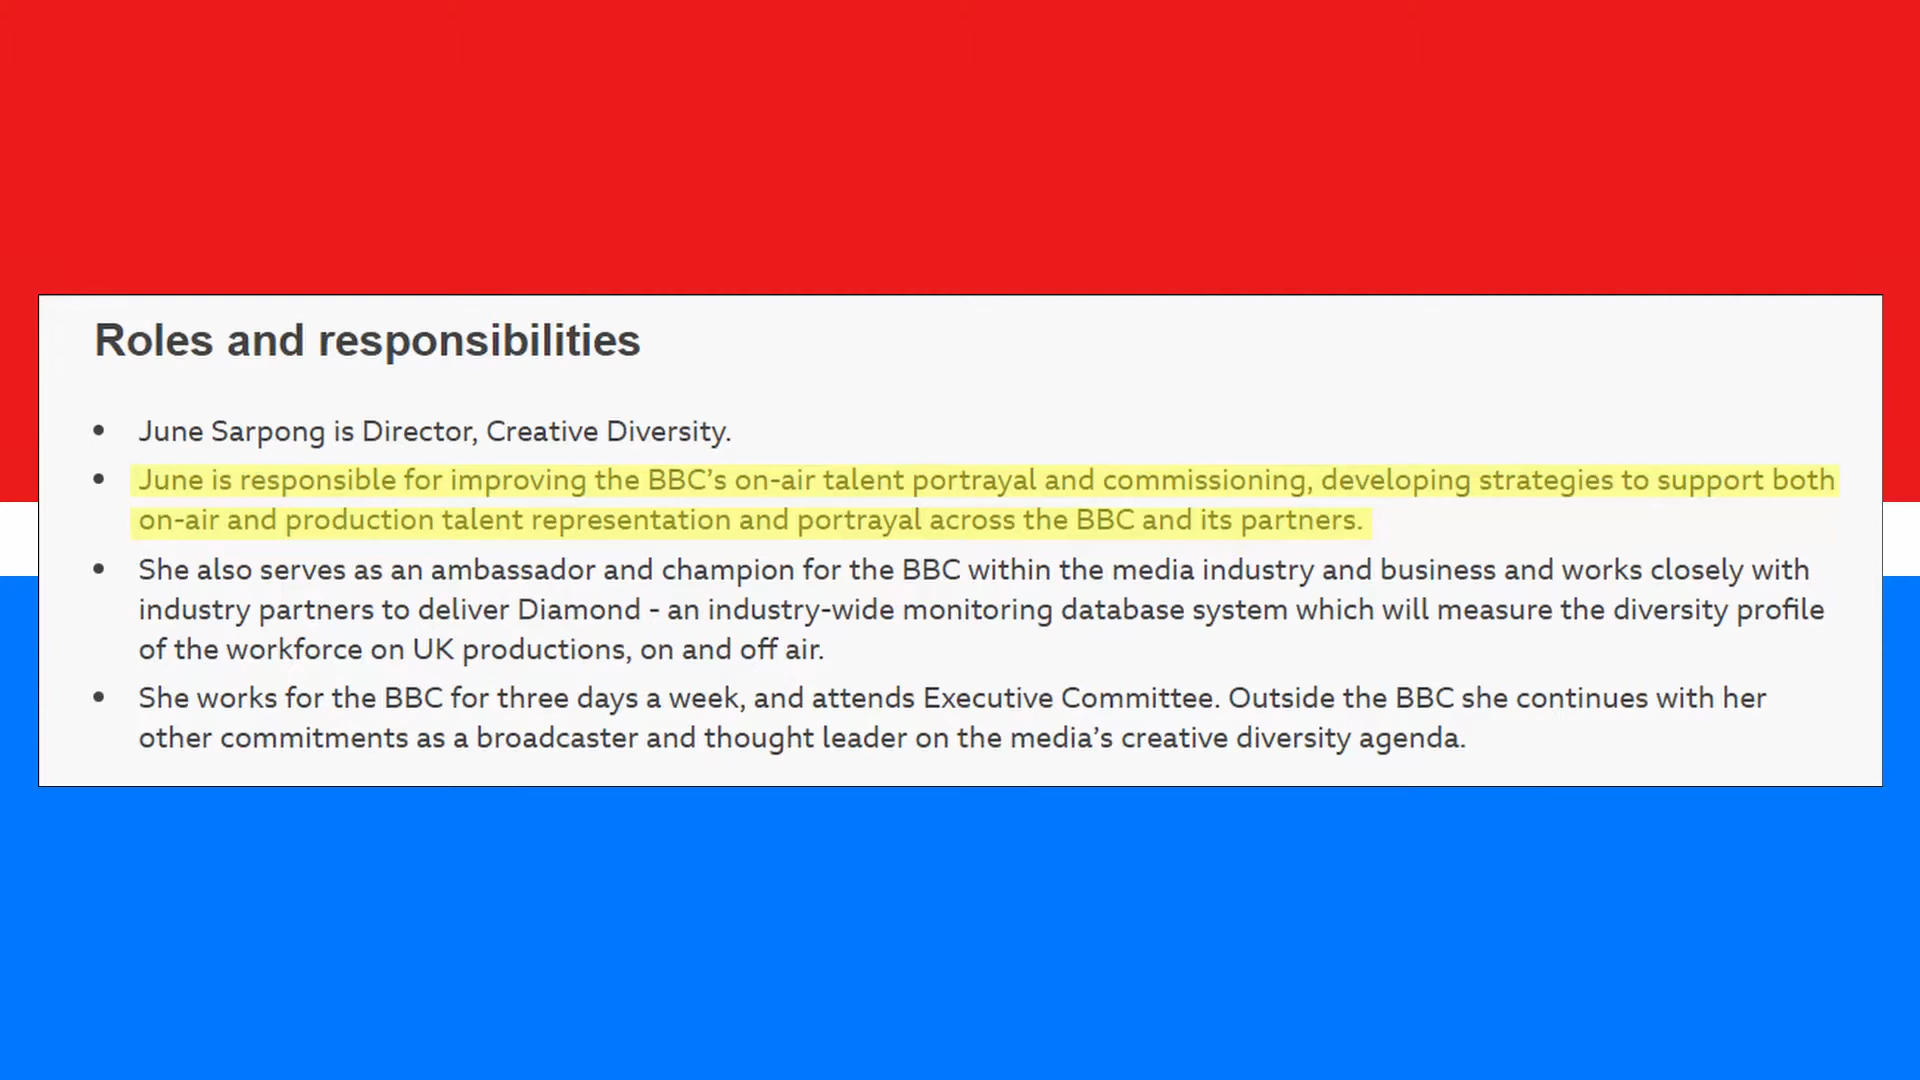 Roles and responsibilities
• June Sarpong is Director, Creative Diversity.
• June is responsible for improving the BBC’s on-air talent portrayal and commissioning, developing strategies to support both
on-air and production talent representation and portrayal across the BBC and its partners.
• She also serves as an ambassador and champion for the BBC within the media industry and business and works closely with
industry partners to deliver Diamond - an industry-wide monitoring database system which will measure the diversity profile
of the workforce on UK productions, on and off air.
• She works for the BBC for three days a week, and attends Executive Committee. Outside the BBC she continues with her
other commitments as a broadcaster and thought leader on the media’s creative diversity agenda.